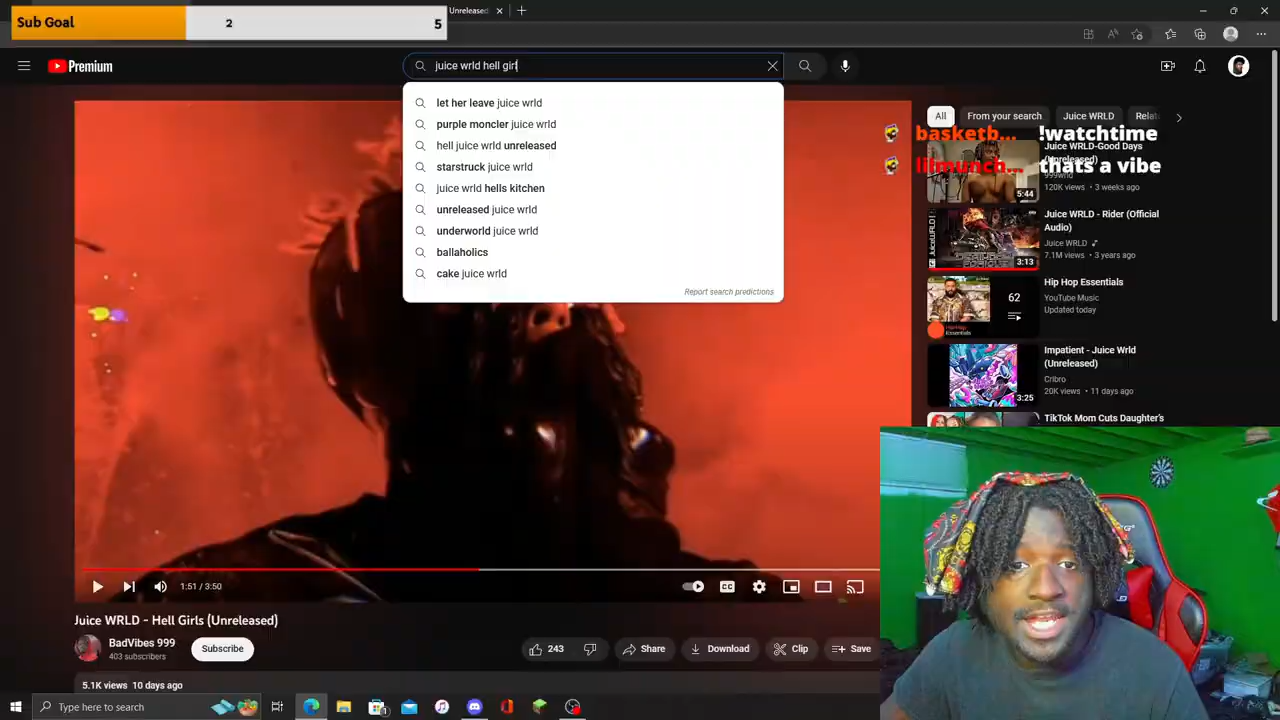 Sub Goal
2
5
Unreleased
Premium
juice wrld hell girl
let her leave juice wrld
purple moncler juice wrld
hell juice wrld unreleased
starstruck juice wrld
juice wrld hells kitchen
unreleased juice wrld
underworld juice wrld
ballaholics
cake juice wrld
Report search predictions
All
From your search
Juice WRLD
Relat
basketb... !watchtime
lilmunch... thats a vibe
Juice WRLD-Good Days
(Unreleased)
999wrld
120K views • 3 weeks ago
5:44
Juice WRLD - Rider (Official
Audio)
Juice WRLD
7.1M views • 3 years ago
3:13
Hip Hop Essentials
YouTube Music
Updated today
62
Impatient - Juice Wrld
(Unreleased)
Cribro
20K views • 11 days ago
3:25
TikTok Mom Cuts Daughter's
1:51 / 3:50
CC
Juice WRLD - Hell Girls (Unreleased)
BadVibes 999
403 subscribers
Subscribe
243
Share
Download
Clip
Save
5.1K views 10 days ago
Type here to search